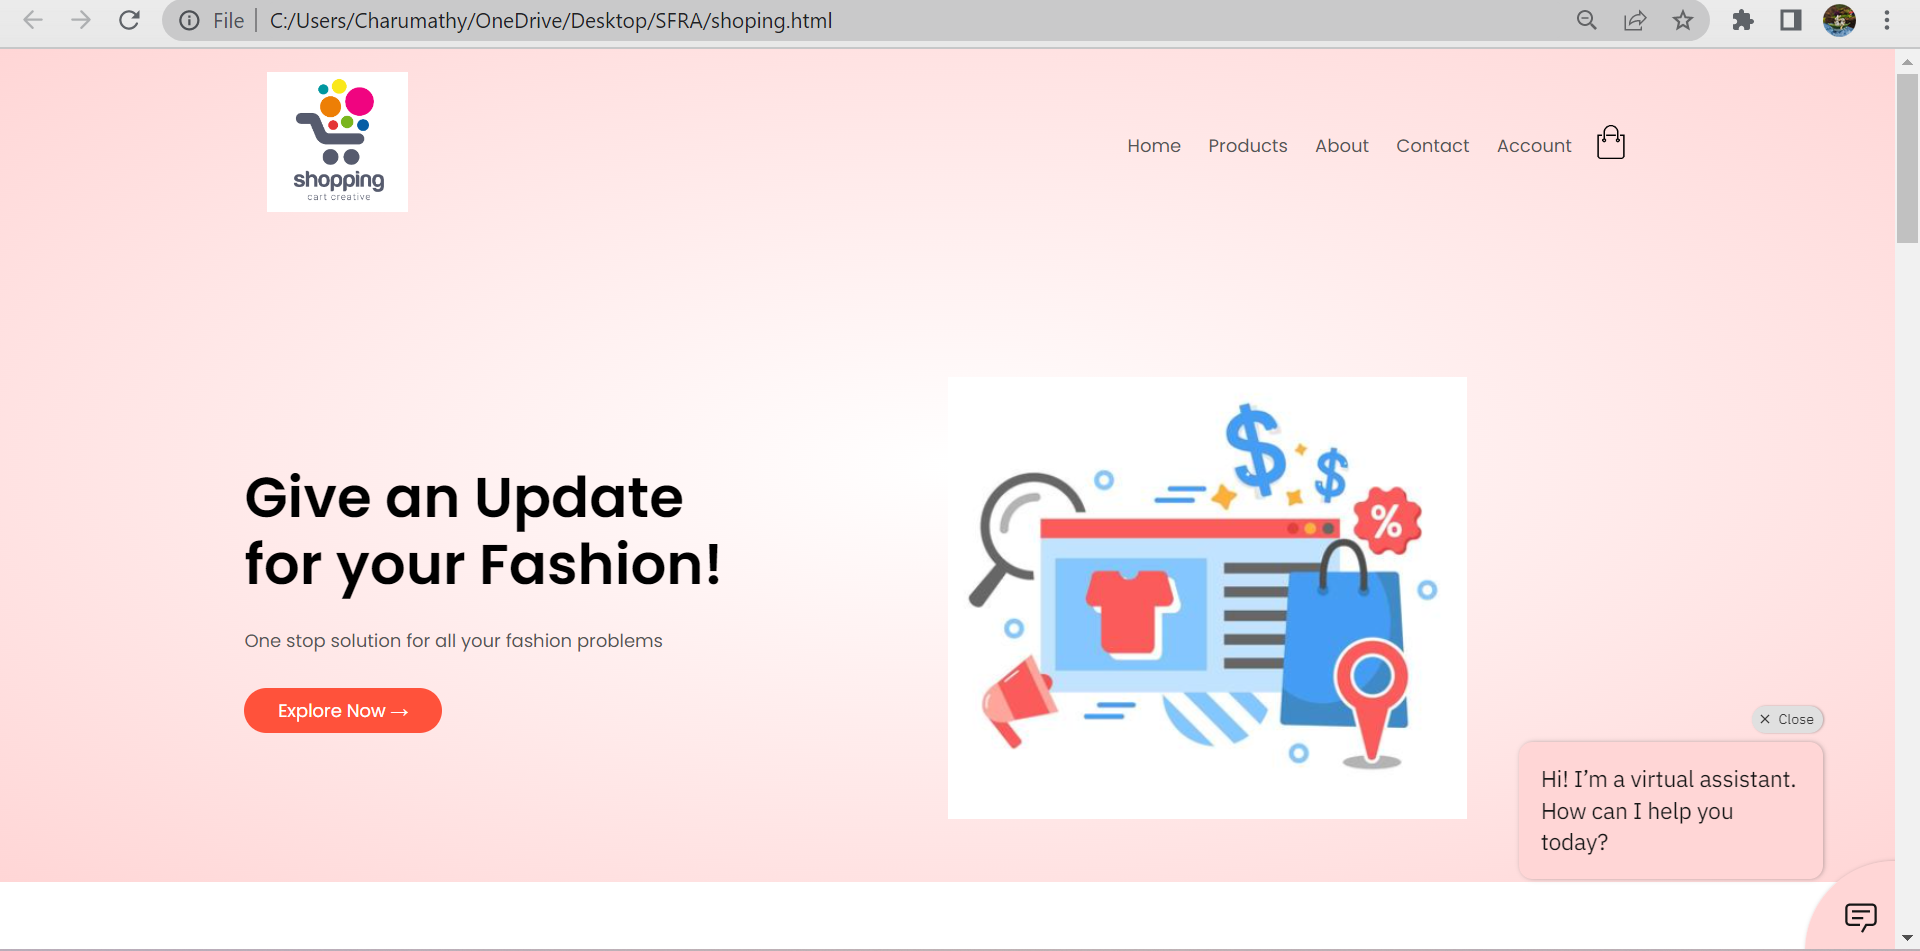 File
C:/Users/Charumathy/OneDrive/Desktop/SFRA/shoping.html
shopping
cart creative
Home Products About Contact Account
$
$
%
Give an Update
for your Fashion!
One stop solution for all your fashion problems
Explore Now →
× Close
Hi! I’m a virtual assistant.
How can I help you
today?